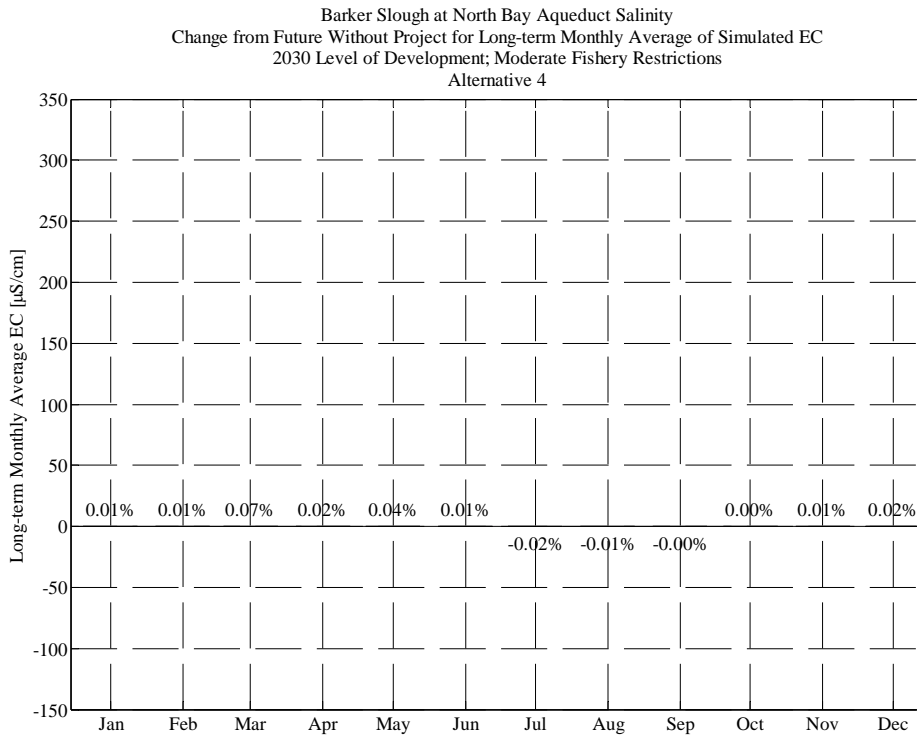 Barker Slough at North Bay Aqueduct Salinity
Change from Future Without Project for Long-term Monthly Average of Simulated EC
2030 Level of Development; Moderate Fishery Restrictions
Alternative 4
Long-term Monthly Average EC [µS/cm]
350
300
250
200
150
100
50
0
-50
-100
-150
0.01% 0.01% 0.07% 0.02% 0.04% 0.01% 0.00% 0.01% 0.02%
-0.02% -0.01% -0.00%
Jan Feb Mar Apr May Jun Jul Aug Sep Oct Nov Dec